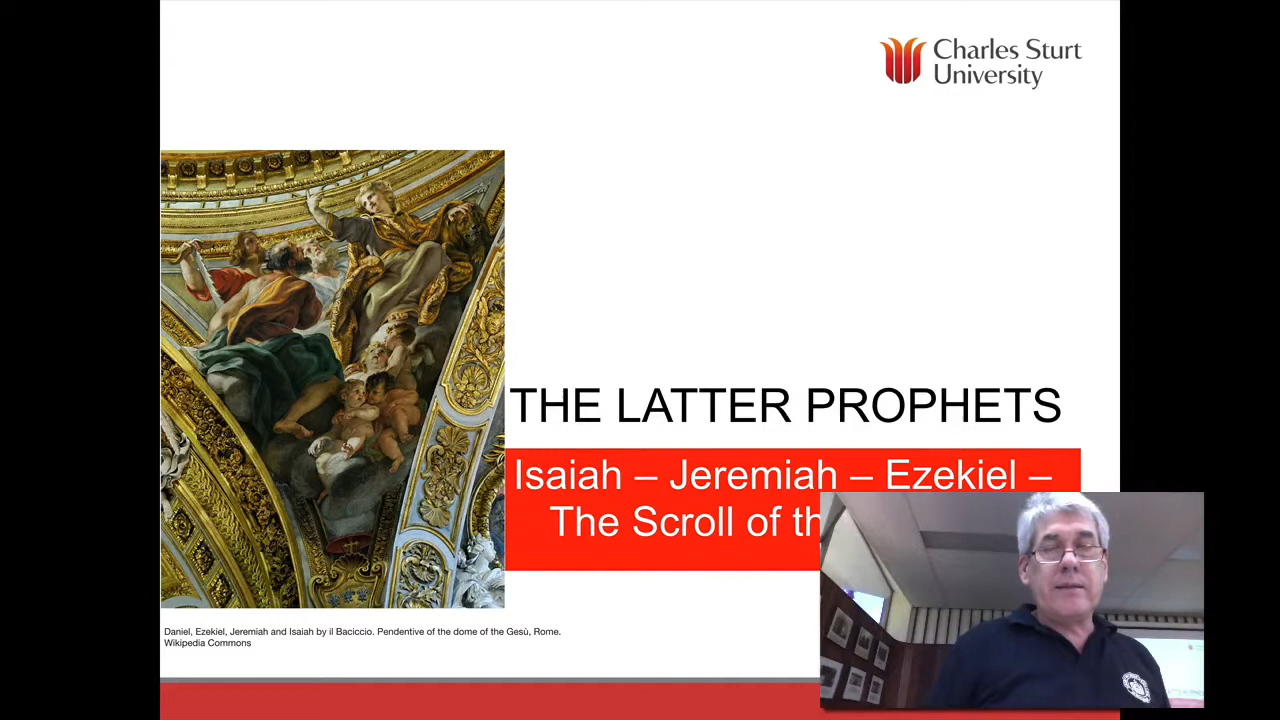 Charles Sturt
University
THE LATTER PROPHETS
Isaiah – Jeremiah – Ezekiel –
The Scroll of
Daniel, Ezekiel, Jeremiah and Isaiah by il Baciccio. Pendentive of the dome of the Gesù, Rome.
Wikipedia Commons